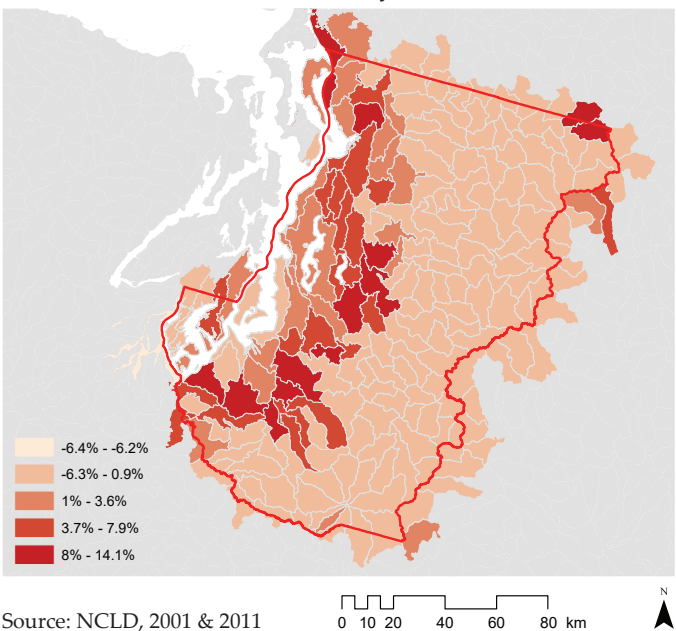 -6.4% - -6.2%
-6.3% - 0.9%
1% - 3.6%
3.7% - 7.9%
8% - 14.1%
Source: NCLD, 2001 & 2011
0 10 20 40 60 80 km
N